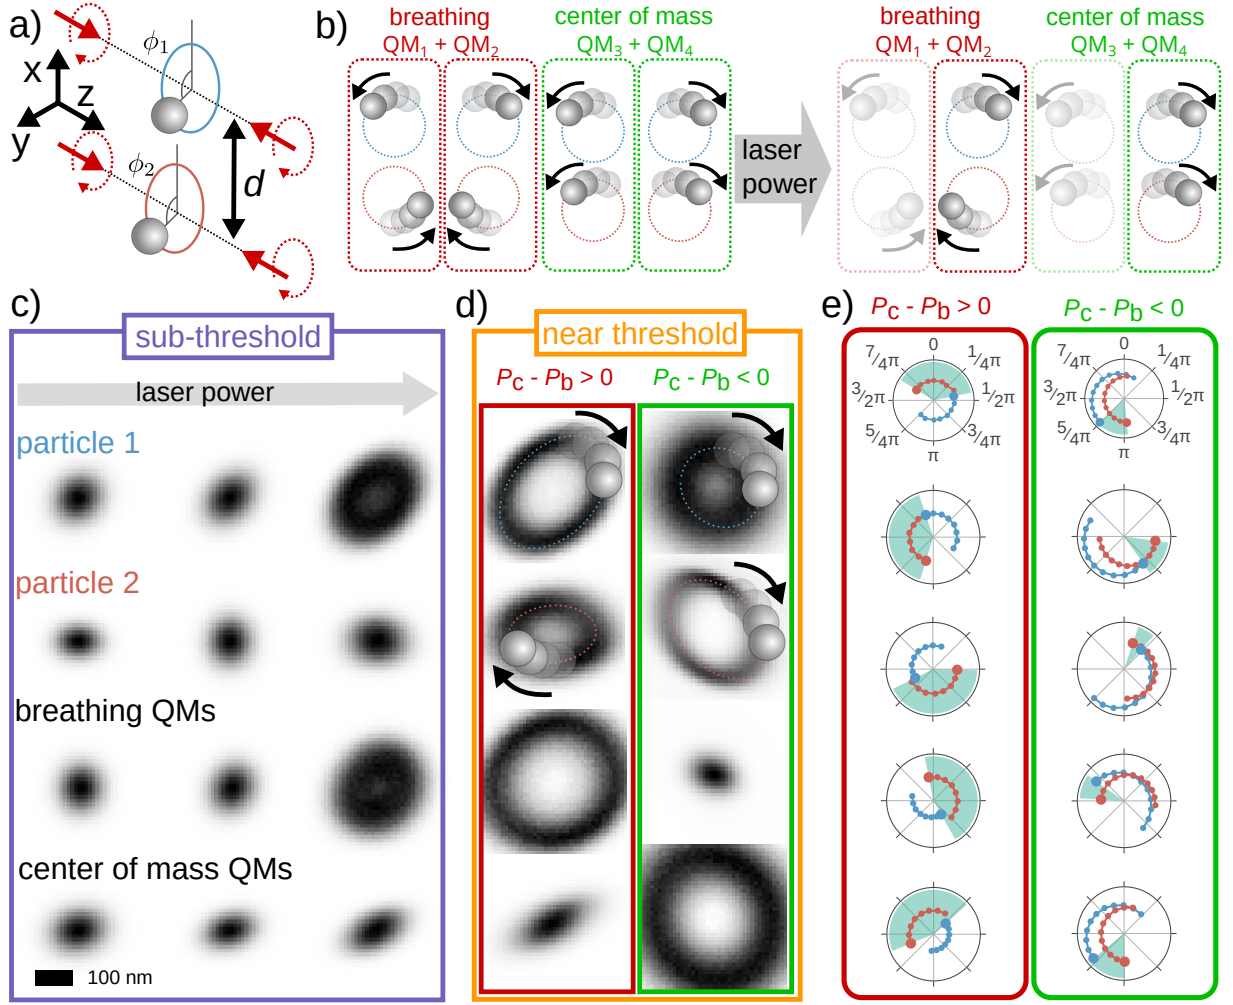 a)
ϕ1
x
z
y
ϕ2
d
b)
breathing
QM1 + QM2
center of mass
QM3 + QM4
laser
power
breathing
QM1 + QM2
center of mass
QM3 + QM4
c)
sub-threshold
laser power
particle 1
particle 2
breathing QMs
center of mass QMs
100 nm
d)
near threshold
Pc - Pb > 0
Pc - Pb < 0
e)
Pc - Pb > 0
Pc - Pb < 0
0
7/4π
1/4π
3/2π
1/2π
5/4π
3/4π
π
0
7/4π
1/4π
3/2π
1/2π
5/4π
3/4π
π